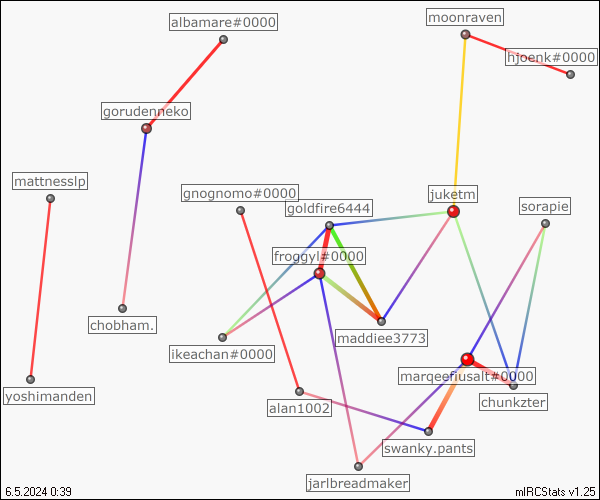 moonraven
albamare#0000
hjoenk#0000
gorudenneko
mattnesslp
gnognomo#0000
juketm
goldfire6444
sorapie
froggyl#0000
chobham.
maddiee3773
ikeachan#0000
marqeefiusalt#0000
yoshimanden
chunkzter
alan1002
swanky.pants
jarlbreadmaker
6.5.2024 0:39
mIRCStats v1.25